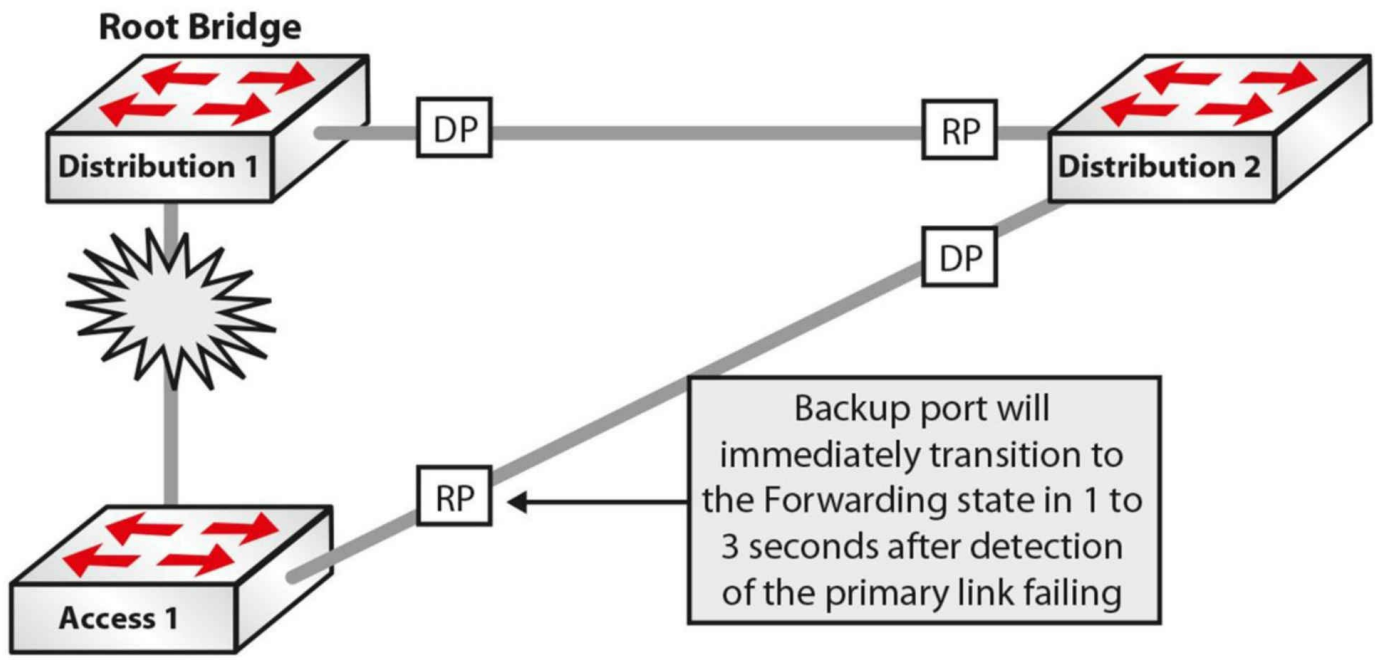 Root Bridge
Distribution 1
DP
RP
Distribution 2
DP
RP
Backup port will
immediately transition to
the Forwarding state in 1 to
3 seconds after detection
of the primary link failing
Access 1